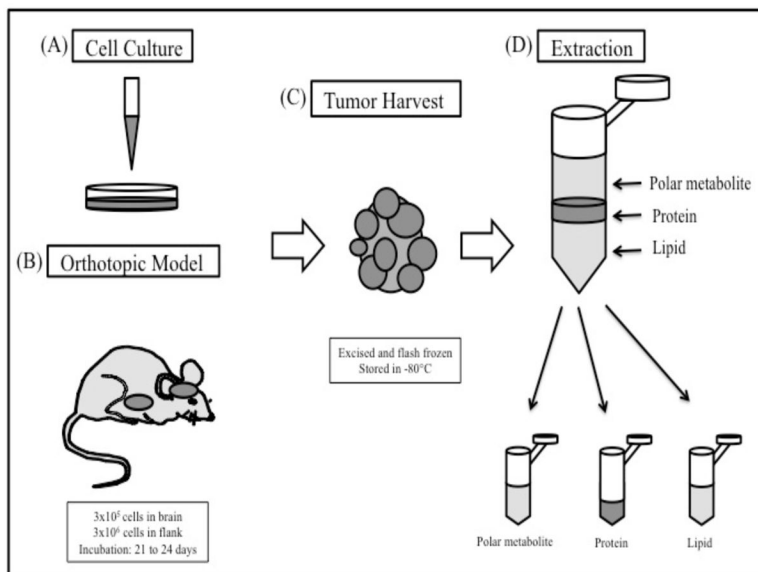 (A) Cell Culture
(B) Orthotopic Model
3x10⁵ cells in brain
3x10⁶ cells in flank
Incubation: 21 to 24 days
(C) Tumor Harvest
Excised and flash frozen
Stored in -80°C
(D) Extraction
Polar metabolite
Protein
Lipid
Polar metabolite
Protein
Lipid